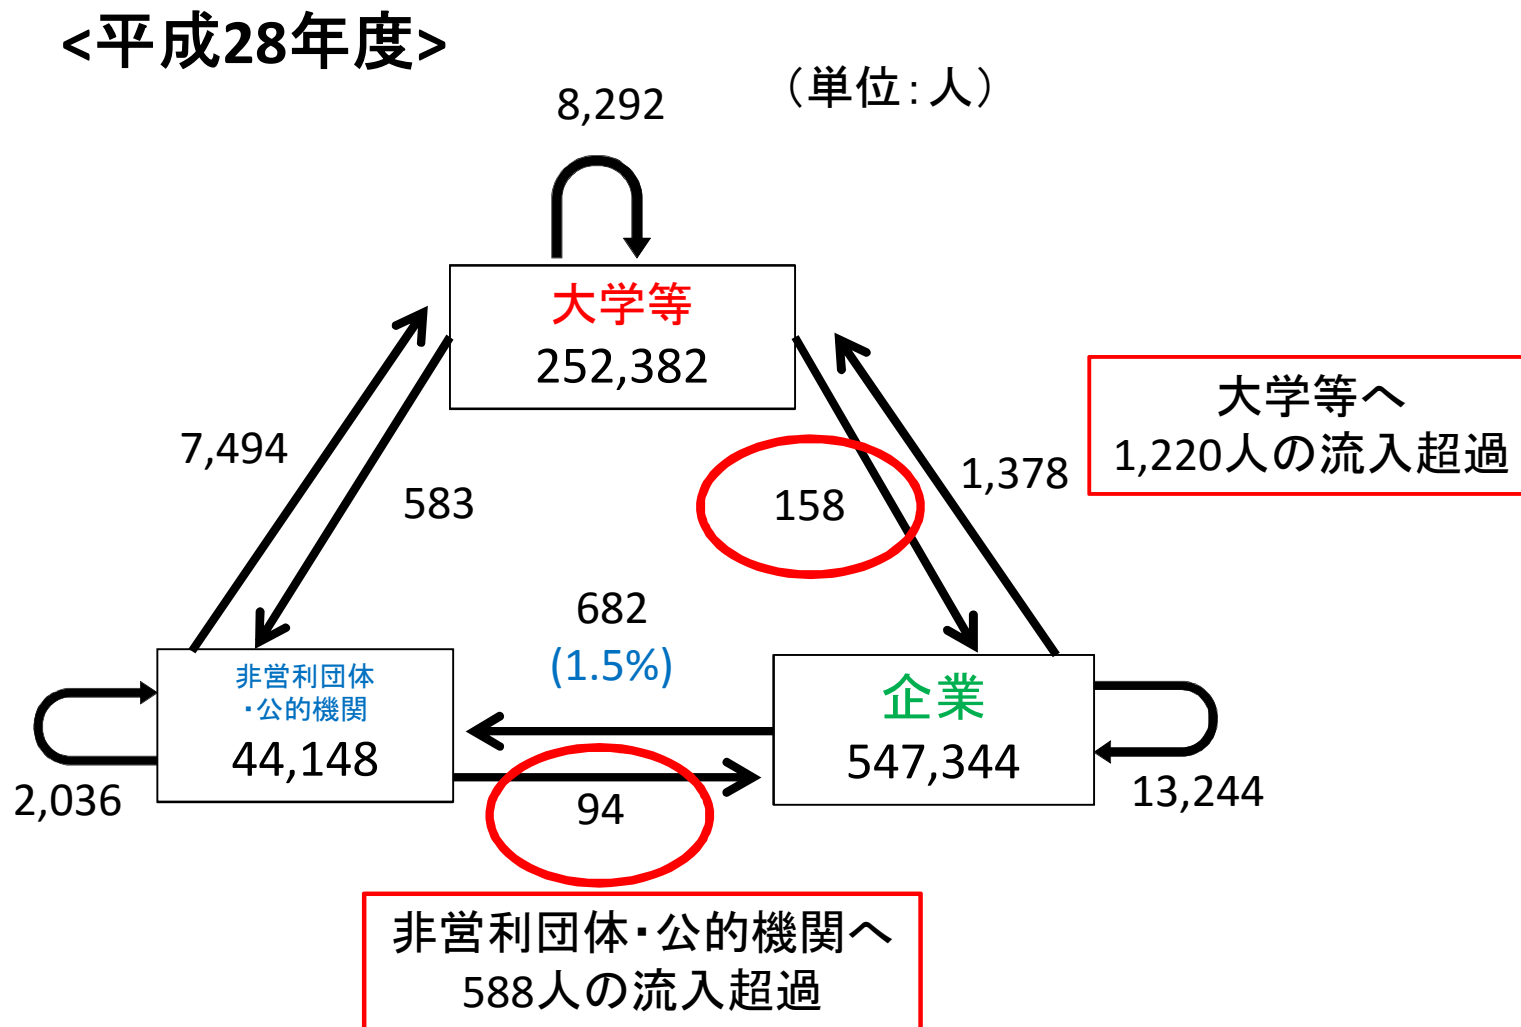 <平成28年度>
（単位：人）
8,292
大学等
252,382
7,494
583
158
1,378
大学等へ
1,220人の流入超過
682
(1.5%)
非営利団体
・公的機関
44,148
2,036
企業
547,344
13,244
94
非営利団体・公的機関へ
588人の流入超過